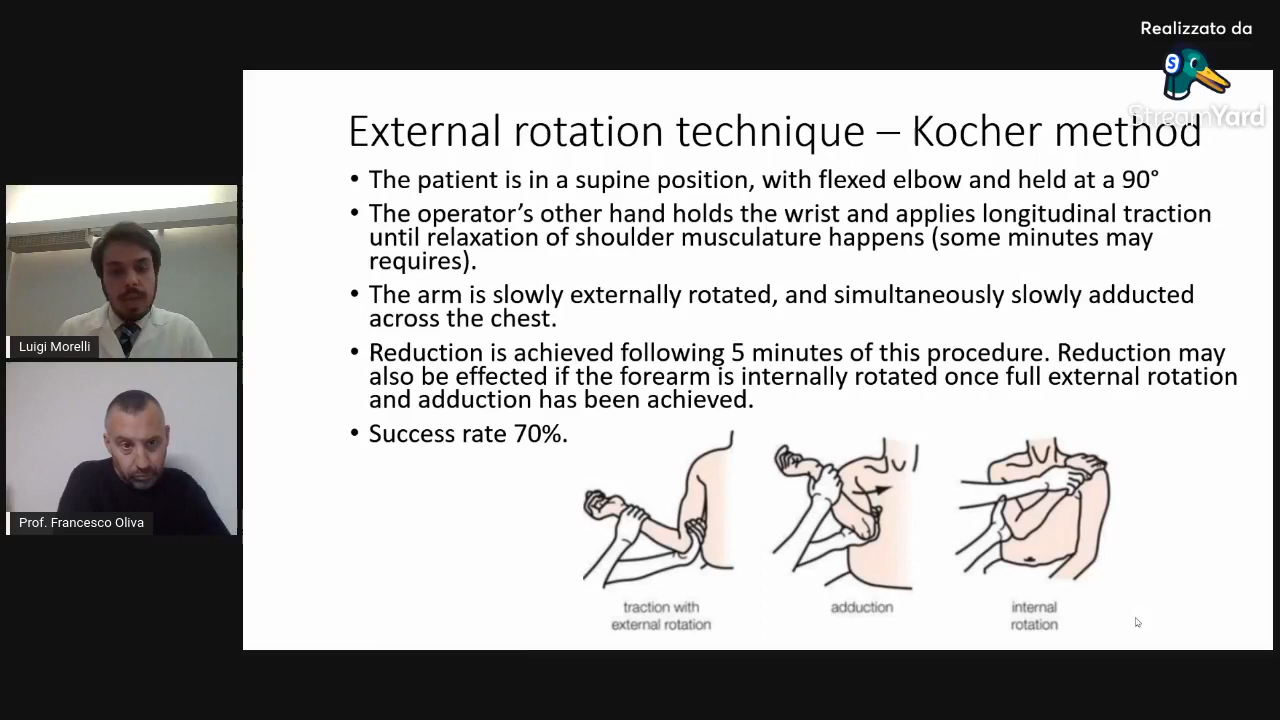 Realizzato da
S
StreamYard
External rotation technique – Kocher method
• The patient is in a supine position, with flexed elbow and held at a 90°
• The operator’s other hand holds the wrist and applies longitudinal traction
until relaxation of shoulder musculature happens (some minutes may
requires).
• The arm is slowly externally rotated, and simultaneously slowly adducted
across the chest.
• Reduction is achieved following 5 minutes of this procedure. Reduction may
also be effected if the forearm is internally rotated once full external rotation
and adduction has been achieved.
• Success rate 70%.
traction with
external rotation
adduction
internal
rotation
Luigi Morelli
Prof. Francesco Oliva